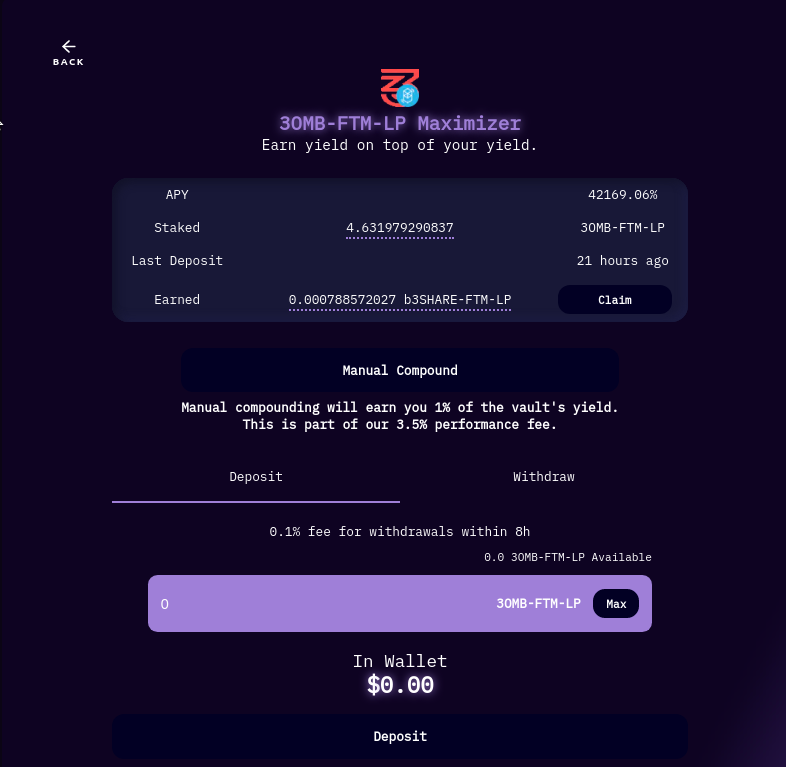 BACK
3OMB-FTM-LP Maximizer
Earn yield on top of your yield.
APY 42169.06%
Staked 4.631979290837 3OMB-FTM-LP
Last Deposit 21 hours ago
Earned 0.000788572027 b3SHARE-FTM-LP Claim
Manual Compound
Manual compounding will earn you 1% of the vault's yield.
This is part of our 3.5% performance fee.
Deposit Withdraw
0.1% fee for withdrawals within 8h
0.0 3OMB-FTM-LP Available
0 3OMB-FTM-LP Max
In Wallet
$0.00
Deposit